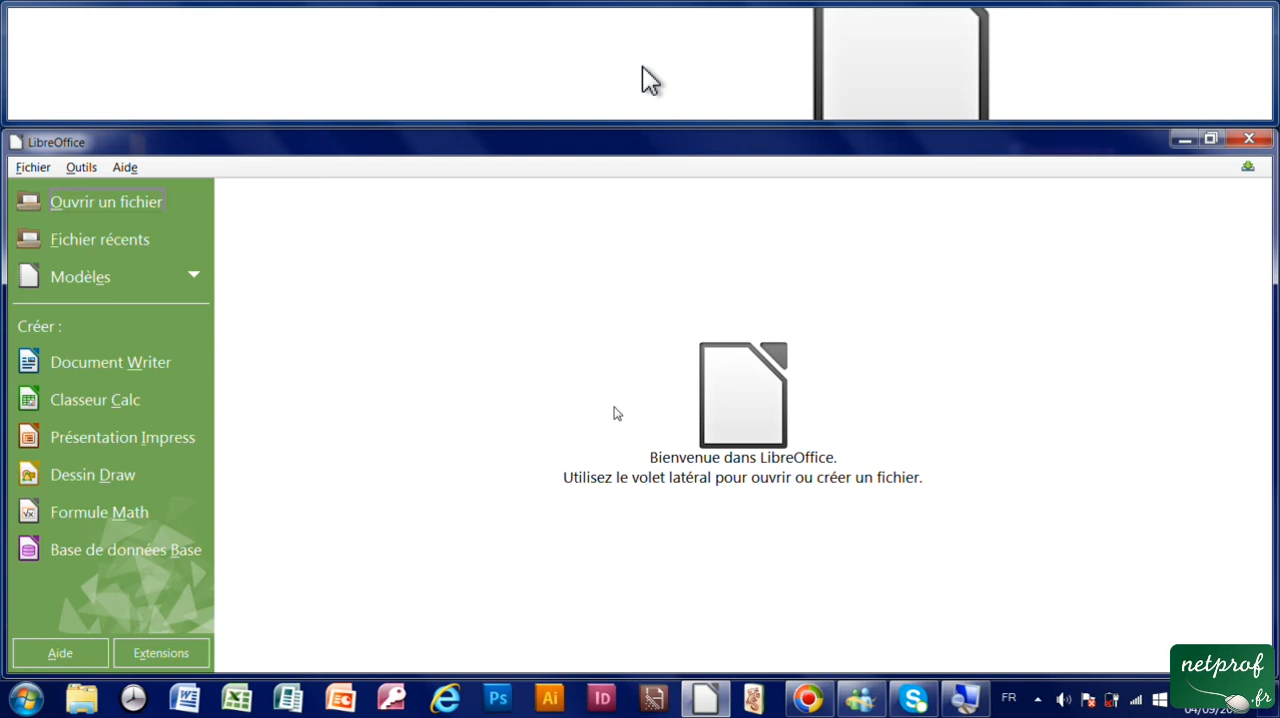 LibreOffice
Fichier Outils Aide
Ouvrir un fichier
Fichier récents
Modèles
Créer :
Document Writer
Classeur Calc
Présentation Impress
Dessin Draw
Formule Math
Base de données Base
Aide Extensions
Bienvenue dans LibreOffice.
Utilisez le volet latéral pour ouvrir ou créer un fichier.
Ps Ai ID
FR
netprof
.fr